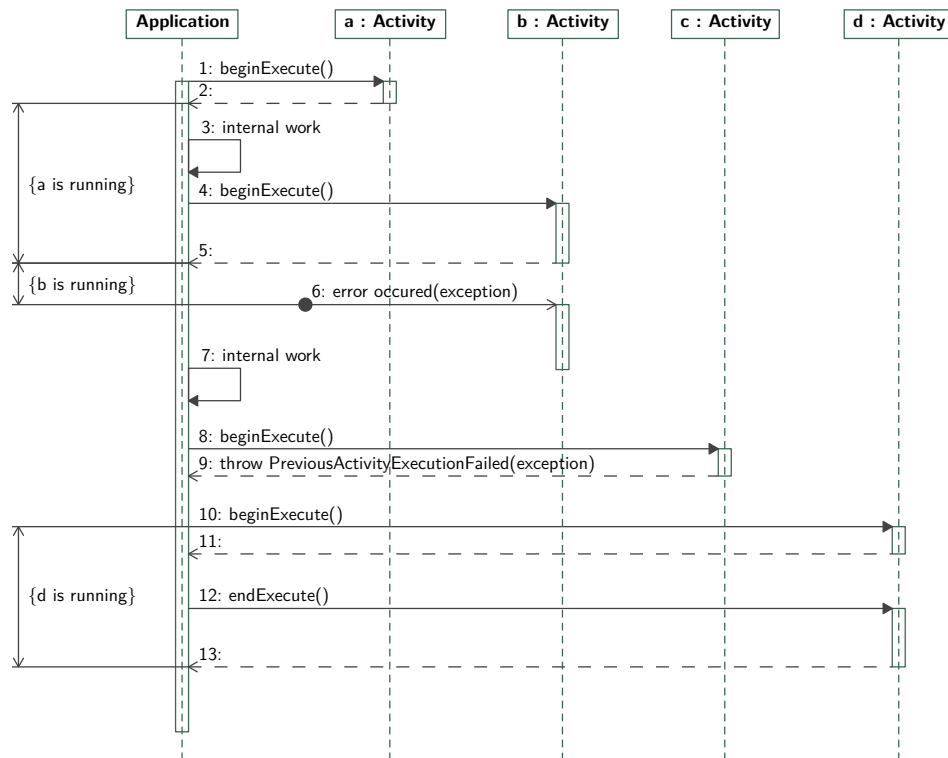 Application
a : Activity
b : Activity
c : Activity
d : Activity
1: beginExecute()
2:
3: internal work
{a is running}
4: beginExecute()
5:
{b is running}
6: error occured(exception)
7: internal work
8: beginExecute()
9: throw PreviousActivityExecutionFailed(exception)
10: beginExecute()
11:
{d is running}
12: endExecute()
13: